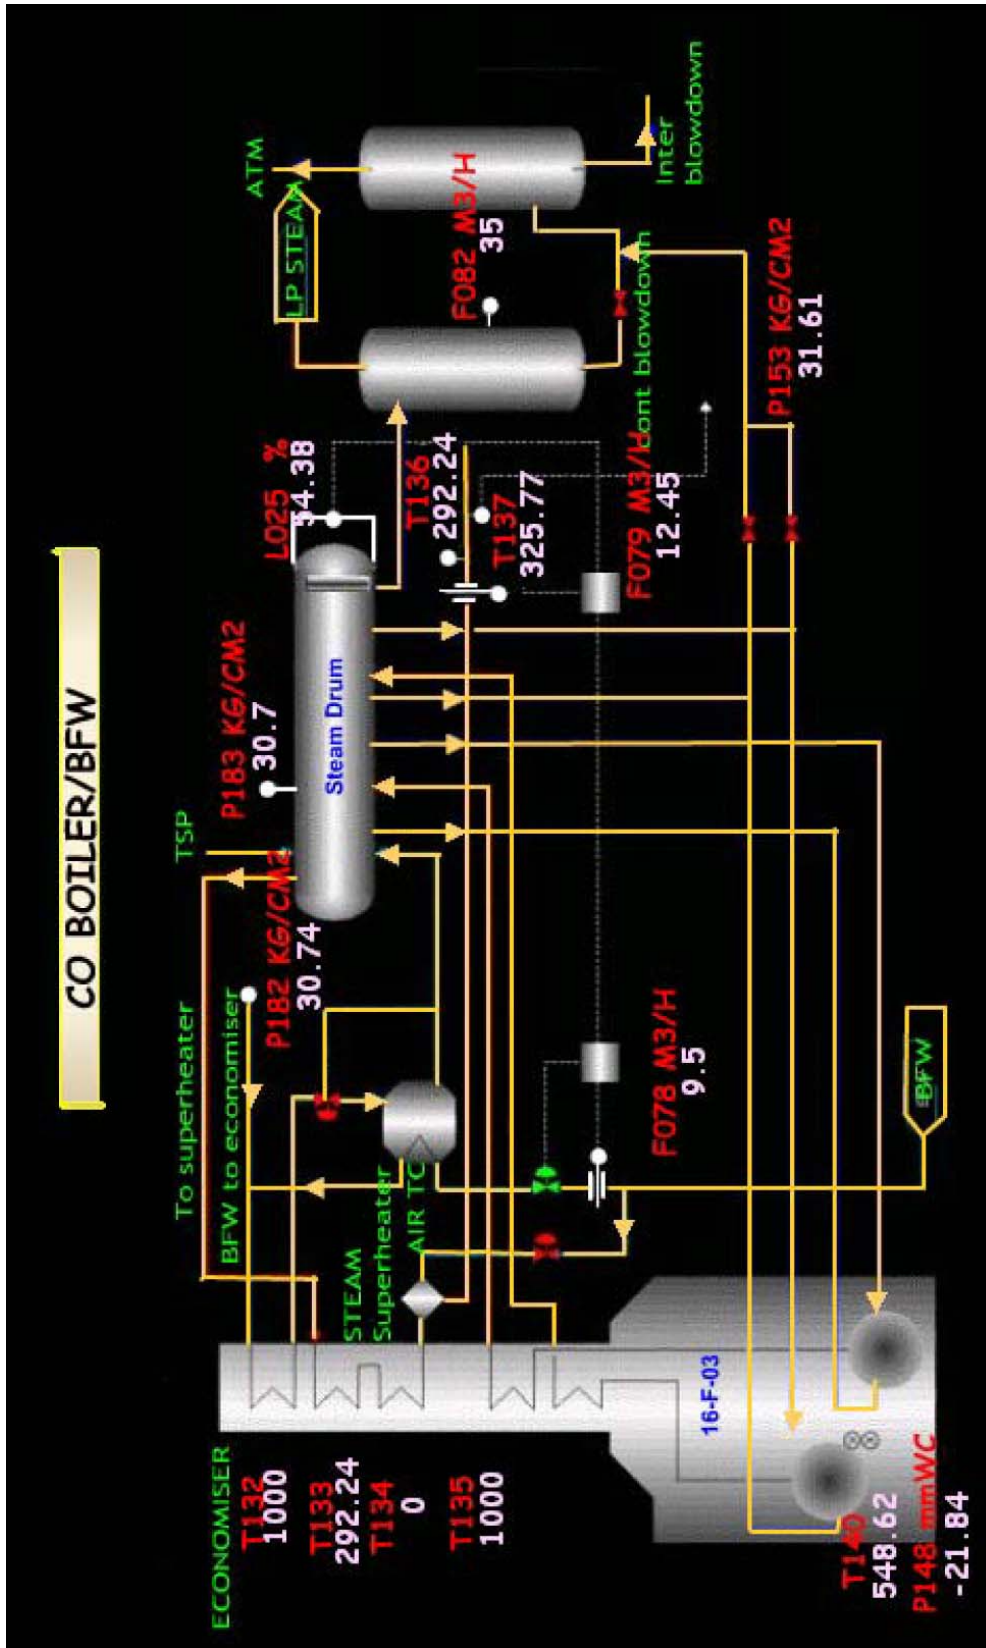 CO BOILER/BFW
ECONOMISER
T132
1000
T133
292.24
T134
0
T135
1000
STEAM
Superheater
AIR TC
To superheater
BFW to economiser
P182 KG/CM2
30.74
TSP
P183 KG/CM2
30.7
Steam Drum
L025 %
54.38
T136
292.24
T137
325.77
LP STEAM
ATM
F082 M3/H
35
Inter
blowdown
cont blowdown
F079 M3/H
12.45
P153 KG/CM2
31.61
F078 M3/H
9.5
BFW
16-F-03
T140
548.62
P148 mmWC
-21.84